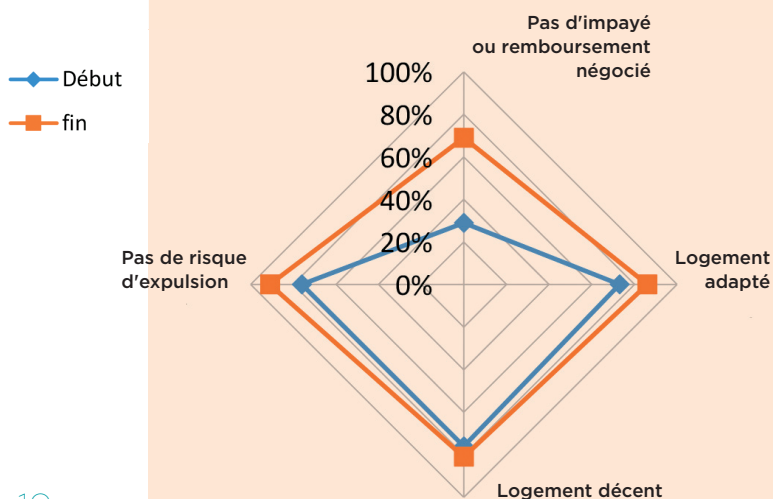 Pas d'impayé
ou remboursement
négocié
Début
fin
100%
80%
60%
40%
20%
0%
Pas de risque
d'expulsion
Logement
adapté
Logement décent